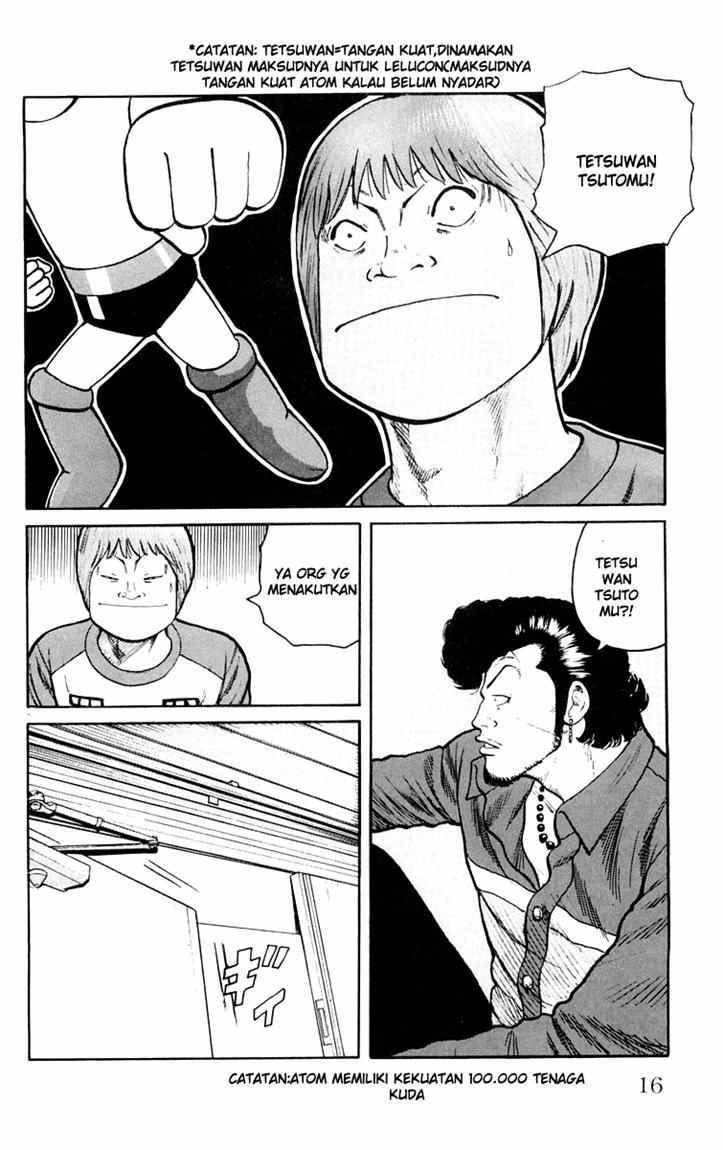 *CATATAN: TETSUWAN=TANGAN KUAT,DINAMAKAN
TETSUWAN MAKSUDNYA UNTUK LELUCON(MAKSUDNYA
TANGAN KUAT ATOM KALAU BELUM NYADAR)
TETSUWAN
TSUTOMU!
TETSU
WAN
TSUTO
MU?!
YA ORG YG
MENAKUTKAN
ギィ
CATATAN:ATOM MEMILIKI KEKUATAN 100.000 TENAGA
KUDA
16